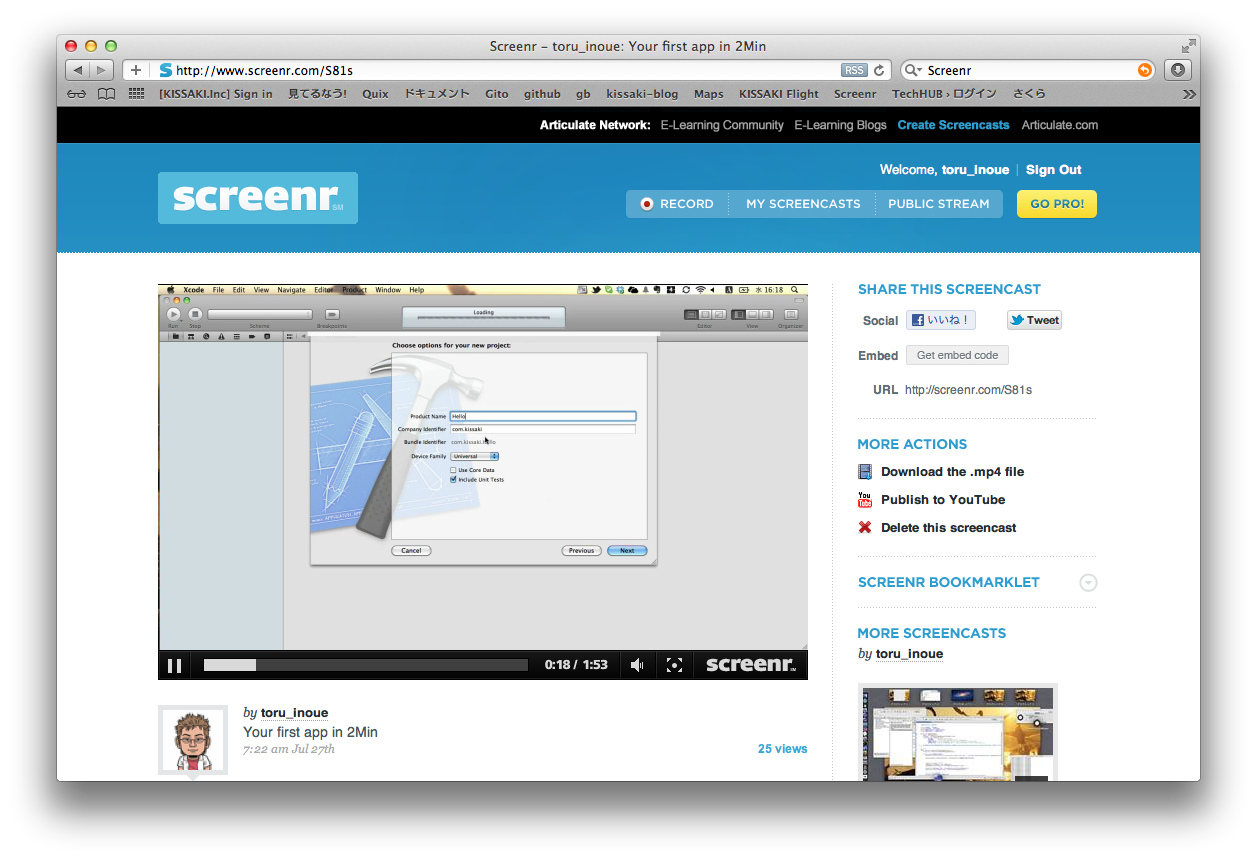 Screenr – toru_inoue: Your first app in 2Min
http://www.screenr.com/S81s
RSS
Screenr
[KISSAKI.Inc] Sign in 見てるなう! Quix ドキュメント Gito github gb kissaki-blog Maps KISSAKI Flight Screenr TechHUB › ログイン さくら
Articulate Network: E-Learning Community E-Learning Blogs Create Screencasts Articulate.com
Welcome, toru_Inoue | Sign Out
screenr SM
RECORD MY SCREENCASTS PUBLIC STREAM GO PRO!
Xcode File Edit View Navigate Editor Product Window Help
水 16:18
Loading
Run Stop Scheme Breakpoints Editor View Organizer
Choose options for your new project:
Product Name Hello
Company Identifier com.kissaki
Bundle Identifier com.kissaki.Hello
Device Family Universal
Use Core Data
Include Unit Tests
Cancel Previous Next
0:18 / 1:53
screenr
by toru_inoue
Your first app in 2Min
7:22 am Jul 27th
25 views
SHARE THIS SCREENCAST
Social いいね！ Tweet
Embed Get embed code
URL http://screenr.com/S81s
MORE ACTIONS
Download the .mp4 file
You Tube Publish to YouTube
Delete this screencast
SCREENR BOOKMARKLET
MORE SCREENCASTS
by toru_inoue